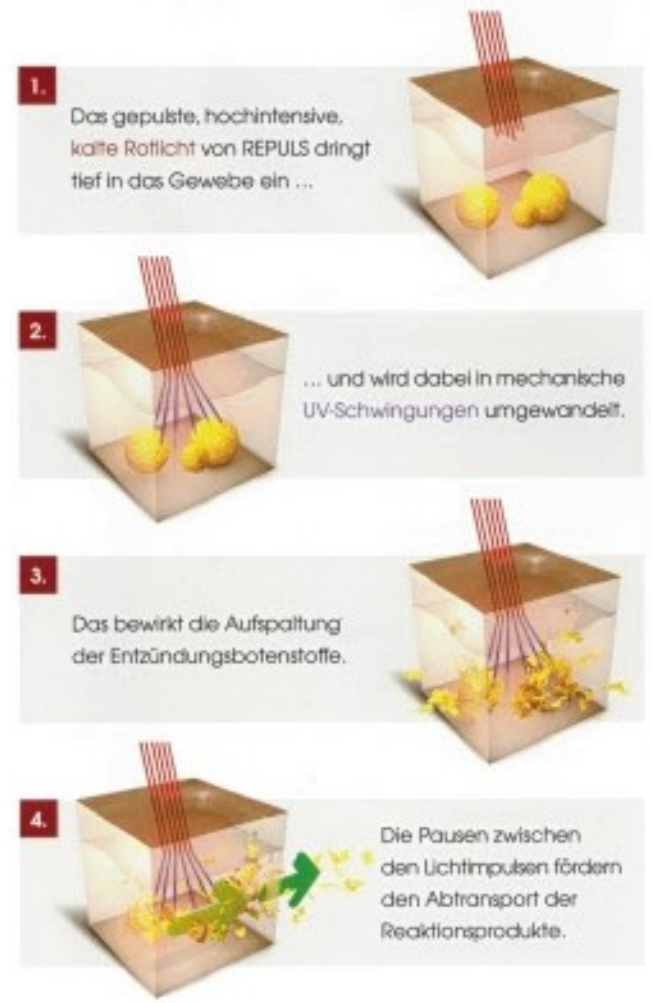 1.
Das gepulste, hochintensive,
kalte Rotlicht von REPULS dringt
tief in das Gewebe ein ...
2.
... und wird dabei in mechanische
UV-Schwingungen umgewandelt.
3.
Das bewirkt die Aufspaltung
der Entzündungsbotenstoffe.
4.
Die Pausen zwischen
den Lichtimpulsen fördern
den Abtransport der
Reaktionsprodukte.